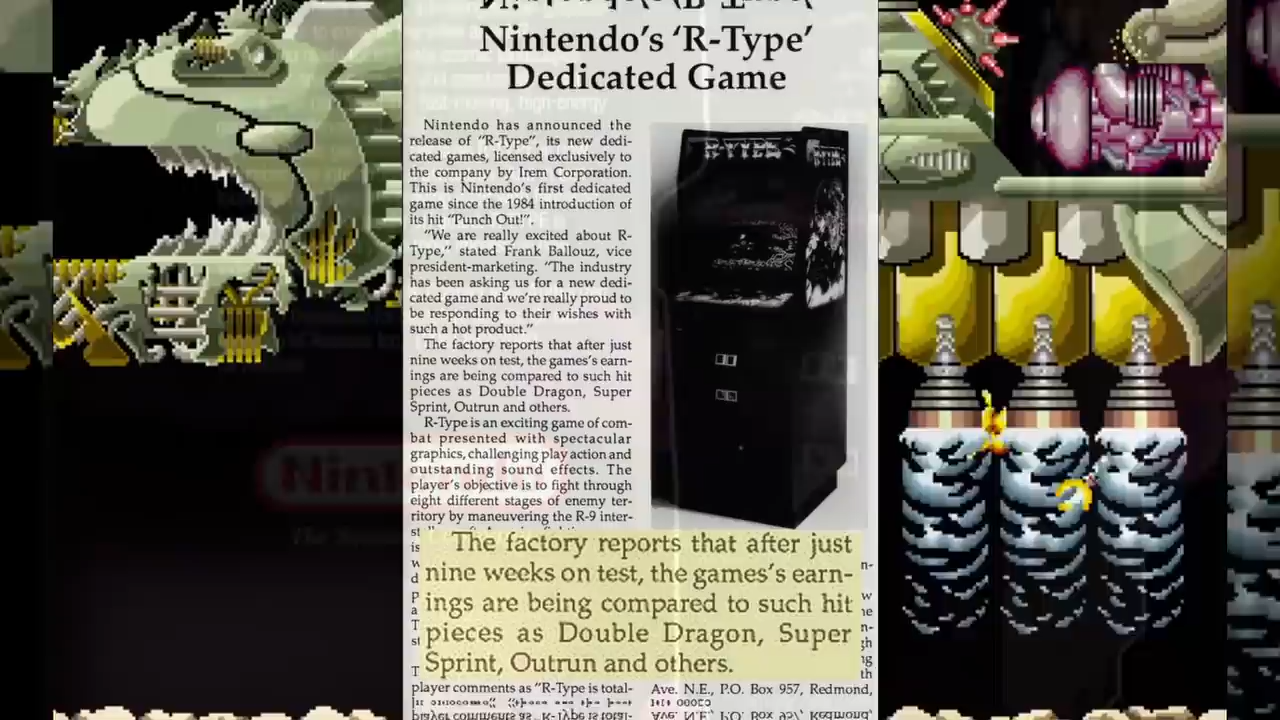 Nintendo's 'R-Type'
Dedicated Game
Nintendo has announced the
release of "R-Type", its new dedi-
cated games, licensed exclusively to
the company by Irem Corporation.
This is Nintendo's first dedicated
game since the 1984 introduction of
its hit "Punch Out!".
"We are really excited about R-
Type," stated Frank Ballouz, vice
president-marketing. "The industry
has been asking us for a new dedi-
cated game and we're really proud to
be responding to their wishes with
such a hot product."
The factory reports that after just
nine weeks on test, the games's earn-
ings are being compared to such hit
pieces as Double Dragon, Super
Sprint, Outrun and others.
R-Type is an exciting game of com-
bat presented with spectacular
graphics, challenging play action and
outstanding sound effects. The
player's objective is to fight through
eight different stages of enemy ter-
ritory by maneuvering the R-9 inter-
R-TYPE
The factory reports that after just
nine weeks on test, the games's earn-
ings are being compared to such hit
pieces as Double Dragon, Super
Sprint, Outrun and others.
player comments as "R-Type is total-
Ave. N.E., P.O. Box 957, Redmond,